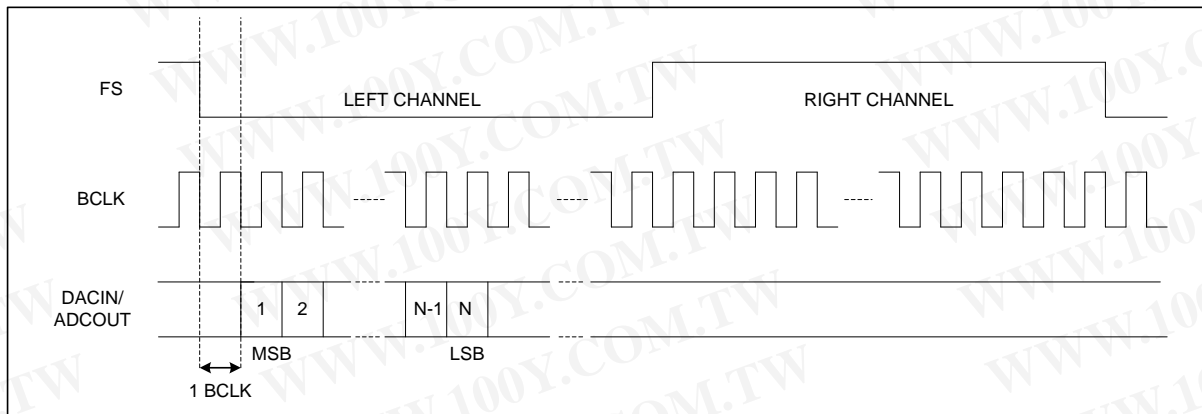 FS
LEFT CHANNEL
RIGHT CHANNEL
BCLK
DACIN/
ADCOUT
1
2
N-1
N
MSB
LSB
1 BCLK
WWW.100Y.COM.TW